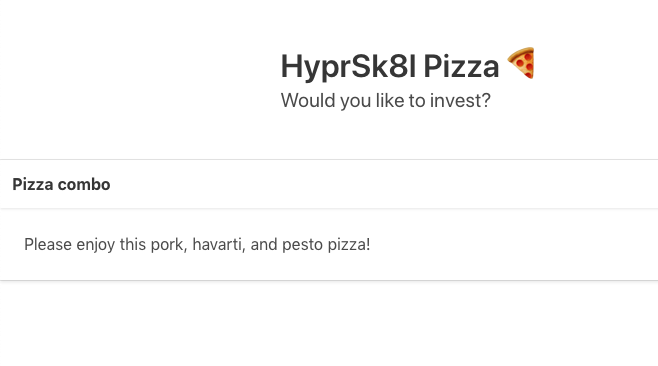 HyprSk8l Pizza 🍕
Would you like to invest?
Pizza combo
Please enjoy this pork, havarti, and pesto pizza!